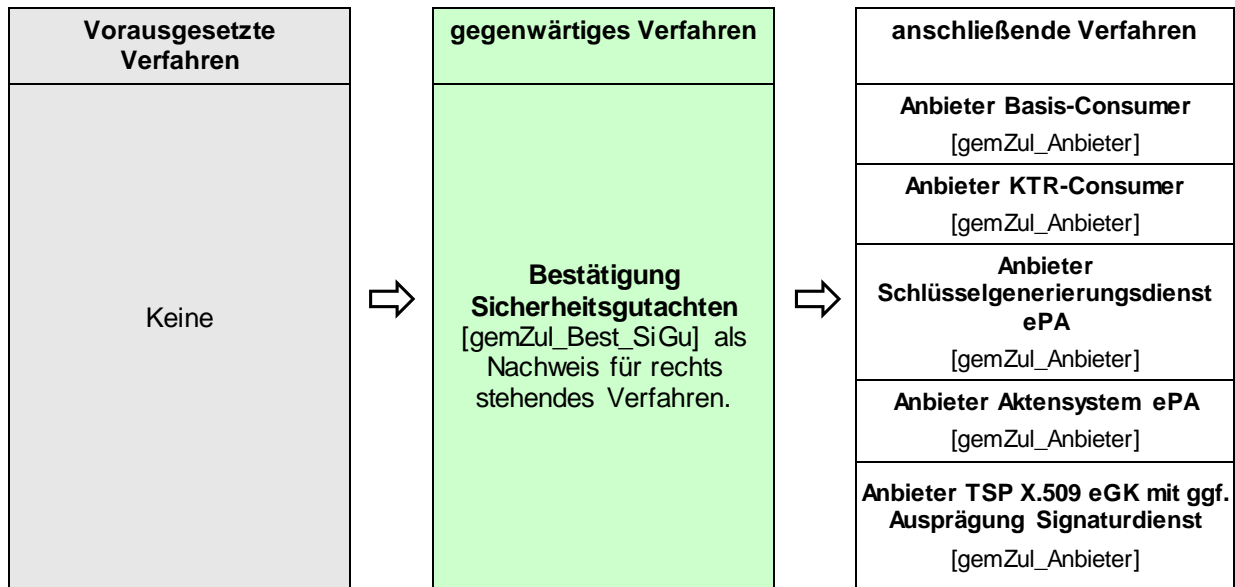 Vorausgesetzte
Verfahren
Keine
gegenwärtiges Verfahren
Bestätigung
Sicherheitsgutachten
[gemZul_Best_SiGu] als
Nachweis für rechts
stehendes Verfahren.
anschließende Verfahren
Anbieter Basis-Consumer
[gemZul_Anbieter]
Anbieter KTR-Consumer
[gemZul_Anbieter]
Anbieter
Schlüsselgenerierungsdienst
ePA
[gemZul_Anbieter]
Anbieter Aktensystem ePA
[gemZul_Anbieter]
Anbieter TSP X.509 eGK mit ggf.
Ausprägung Signaturdienst
[gemZul_Anbieter]